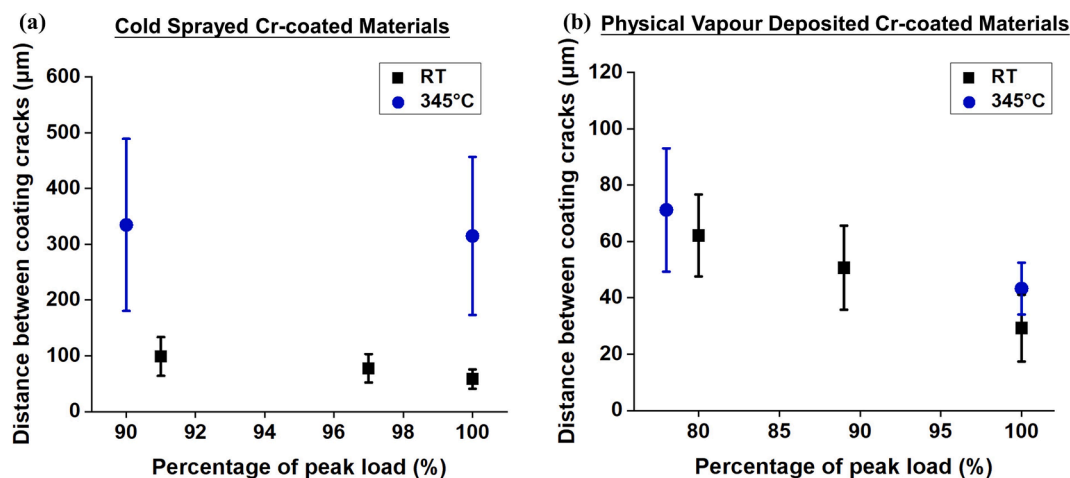 (a)
Cold Sprayed Cr-coated Materials
RT
345°C
600
500
400
300
200
100
0
90 92 94 96 98 100
Distance between coating cracks (µm)
Percentage of peak load (%)
(b)
Physical Vapour Deposited Cr-coated Materials
RT
345°C
120
100
80
60
40
20
0
80 85 90 95 100
Distance between coating cracks (µm)
Percentage of peak load (%)